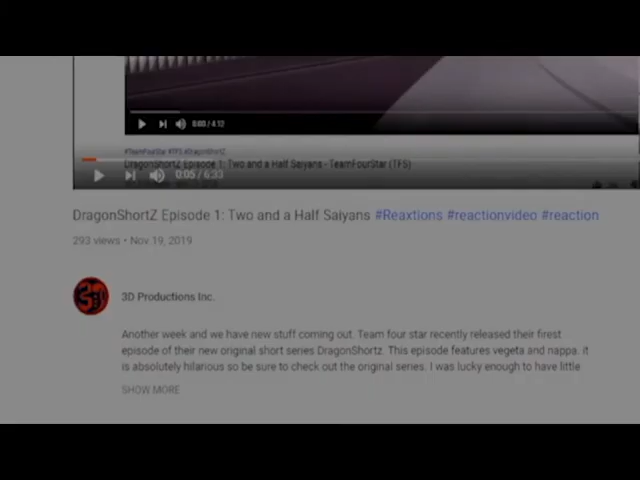 0:00 / 4:12
#TeamFourStar #TFS #DragonShortZ
DragonShortZ Episode 1: Two and a Half Saiyans - TeamFourStar (TFS)
0:05 / 6:33
DragonShortZ Episode 1: Two and a Half Saiyans #Reaxtions #reactionvideo #reaction
293 views • Nov 19, 2019
3D Productions Inc.
Another week and we have new stuff coming out. Team four star recently released their firest
episode of their new original short series DragonShortz. This episode features vegeta and nappa. it
is absolutely hilarious so be sure to check out the original series. I was lucky enough to have little
SHOW MORE